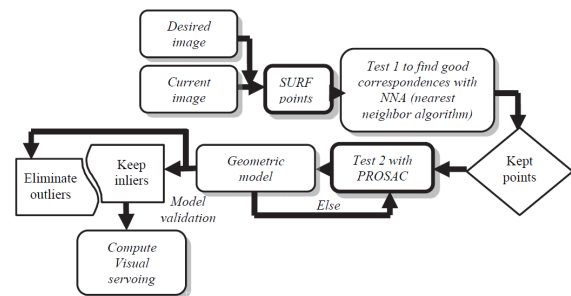 Desired
image
Current
image
SURF
points
Test 1 to find good
correspondences with
NNA (nearest
neighbor algorithm)
Kept
points
Test 2 with
PROSAC
Geometric
model
Else
Model
validation
Keep
inliers
Eliminate
outliers
Compute
Visual
servoing